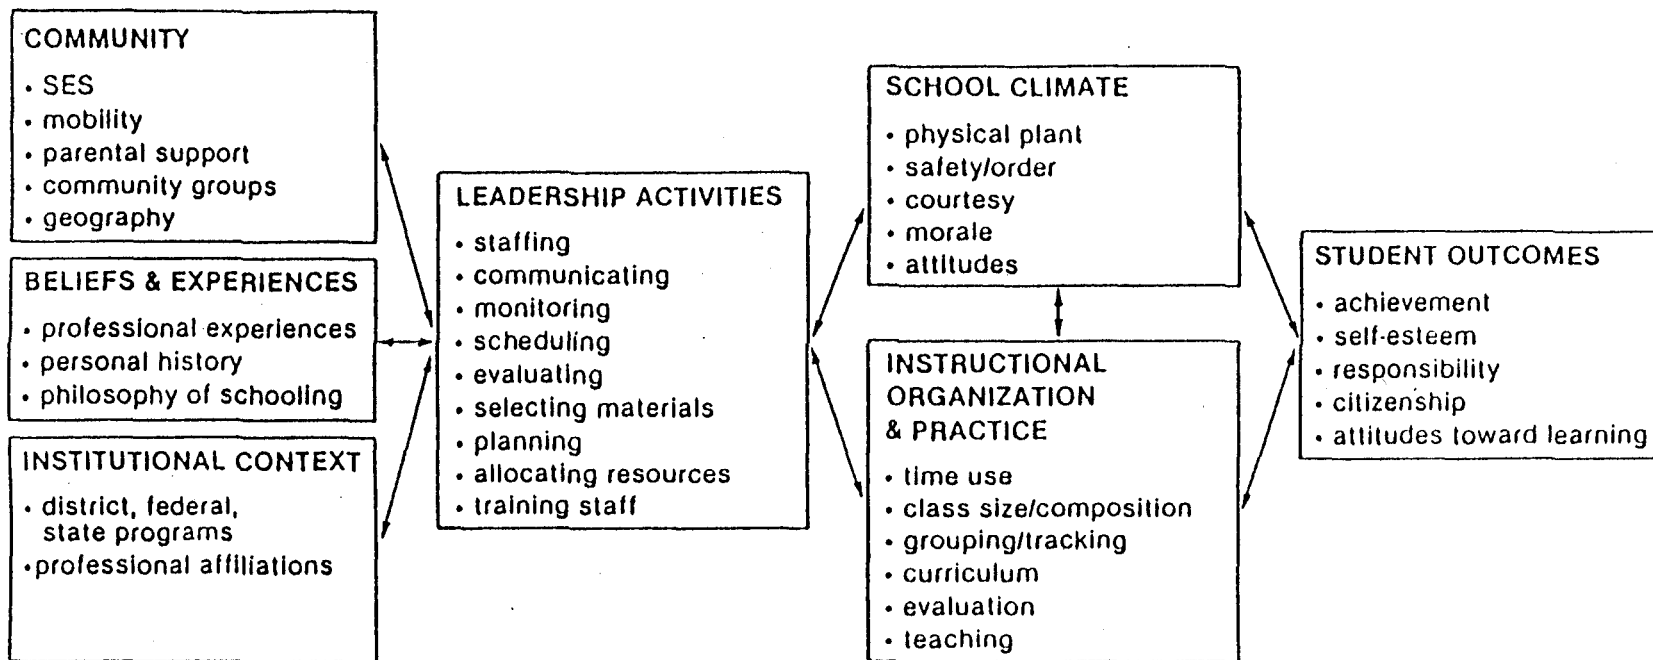 COMMUNITY
• SES
• mobility
• parental support
• community groups
• geography
BELIEFS & EXPERIENCES
• professional experiences
• personal history
• philosophy of schooling
INSTITUTIONAL CONTEXT
• district, federal,
state programs
•professional affiliations
LEADERSHIP ACTIVITIES
• staffing
• communicating
• monitoring
• scheduling
• evaluating
• selecting materials
• planning
• allocating resources
• training staff
SCHOOL CLIMATE
• physical plant
• safety/order
• courtesy
• morale
• attitudes
INSTRUCTIONAL
ORGANIZATION
& PRACTICE
• time use
• class size/composition
• grouping/tracking
• curriculum
• evaluation
• teaching
STUDENT OUTCOMES
• achievement
• self-esteem
• responsibility
• citizenship
• attitudes toward learning